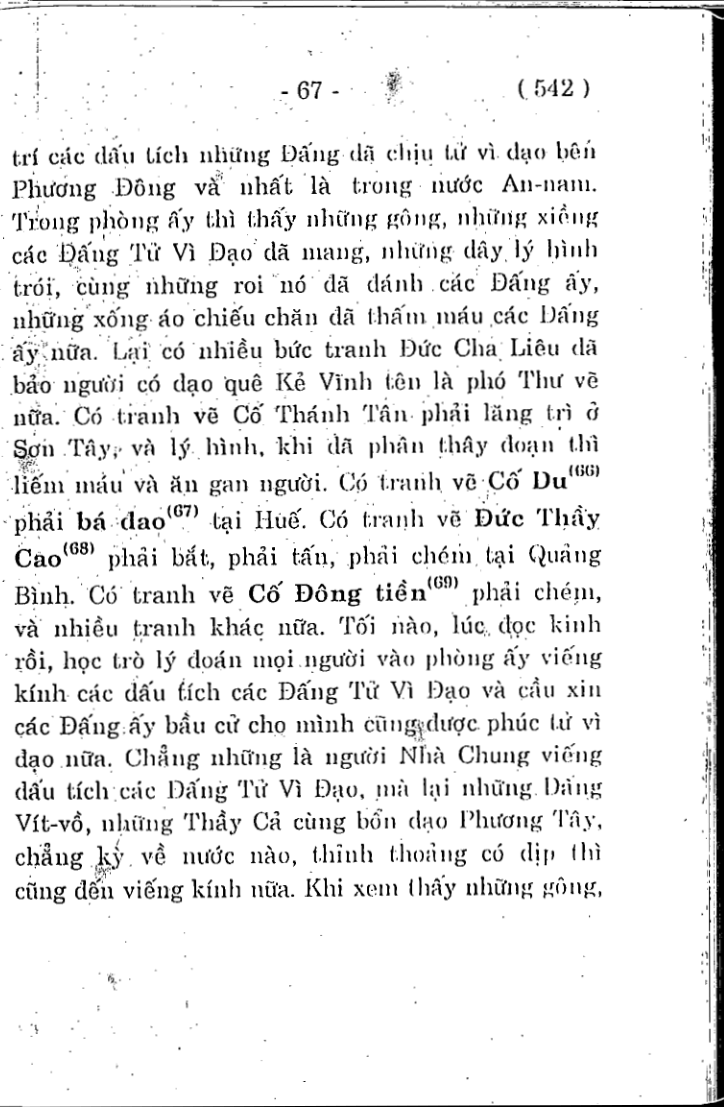 - 67 - ( 542 )
trí các dấu tích những Đấng đã chịu tử vì đạo bên
Phương Đông và nhất là trong nước An-nam.
Trong phòng ấy thì thấy những gông, những xiềng
các Đấng Tử Vì Đạo đã mang, những dây lý hình
trói, cùng những roi nó đã đánh các Đấng ấy,
những xống áo chiếu chăn đã thấm máu các Đấng
ấy nữa. Lại có nhiều bức tranh Đức Cha Liêu đã
bảo người có đạo quê Kẻ Vĩnh tên là phó Thư vẽ
nữa. Có tranh vẽ Cố Thánh Tân phải lăng trì ở
Sơn Tây, và lý hình, khi đã phân thây đoạn thì
liếm máu và ăn gan người. Có tranh vẽ Cố Du(66)
phải bá đao(67) tại Huế. Có tranh vẽ Đức Thầy
Cao(68) phải bắt, phải tấn, phải chém tại Quảng
Bình. Có tranh vẽ Cố Đông tiền(69) phải chém,
và nhiều tranh khác nữa. Tối nào, lúc đọc kinh
rồi, học trò lý đoán mọi người vào phòng ấy viếng
kính các dấu tích các Đấng Tử Vì Đạo và cầu xin
các Đấng ấy bầu cử cho mình cũng được phúc tử vì
đạo nữa. Chẳng những là người Nhà Chung viếng
dấu tích các Đấng Tử Vì Đạo, mà lại những Đấng
Vít-vồ, những Thầy Cả cùng bổn đạo Phương Tây,
chẳng kỳ về nước nào, thỉnh thoảng có dịp thì
cũng đến viếng kính nữa. Khi xem thấy những gông,